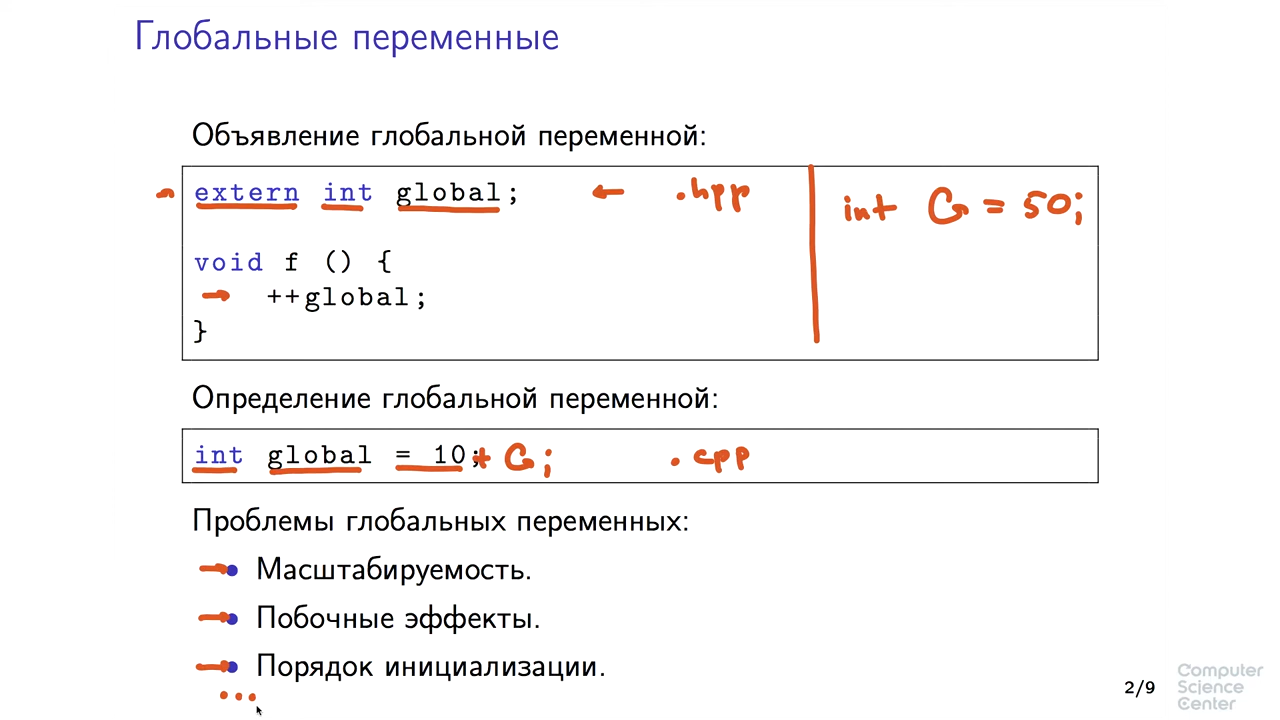 Глобальные переменные
Объявление глобальной переменной:
extern int global; ← .hpp
int G = 50;
void f () {
→ ++global;
}
Определение глобальной переменной:
int global = 10; + G; .cpp
Проблемы глобальных переменных:
Масштабируемость.
Побочные эффекты.
Порядок инициализации.
...
2/9
Computer
Science
Center